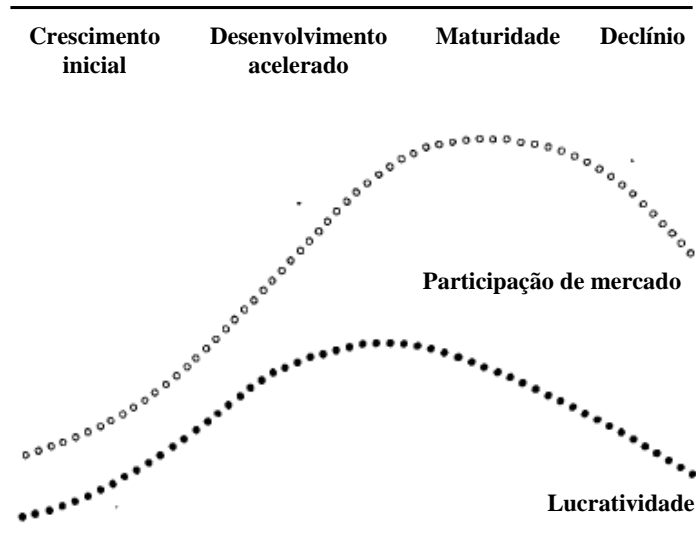 Crescimento inicial
Desenvolvimento acelerado
Maturidade
Declínio
Participação de mercado
Lucratividade